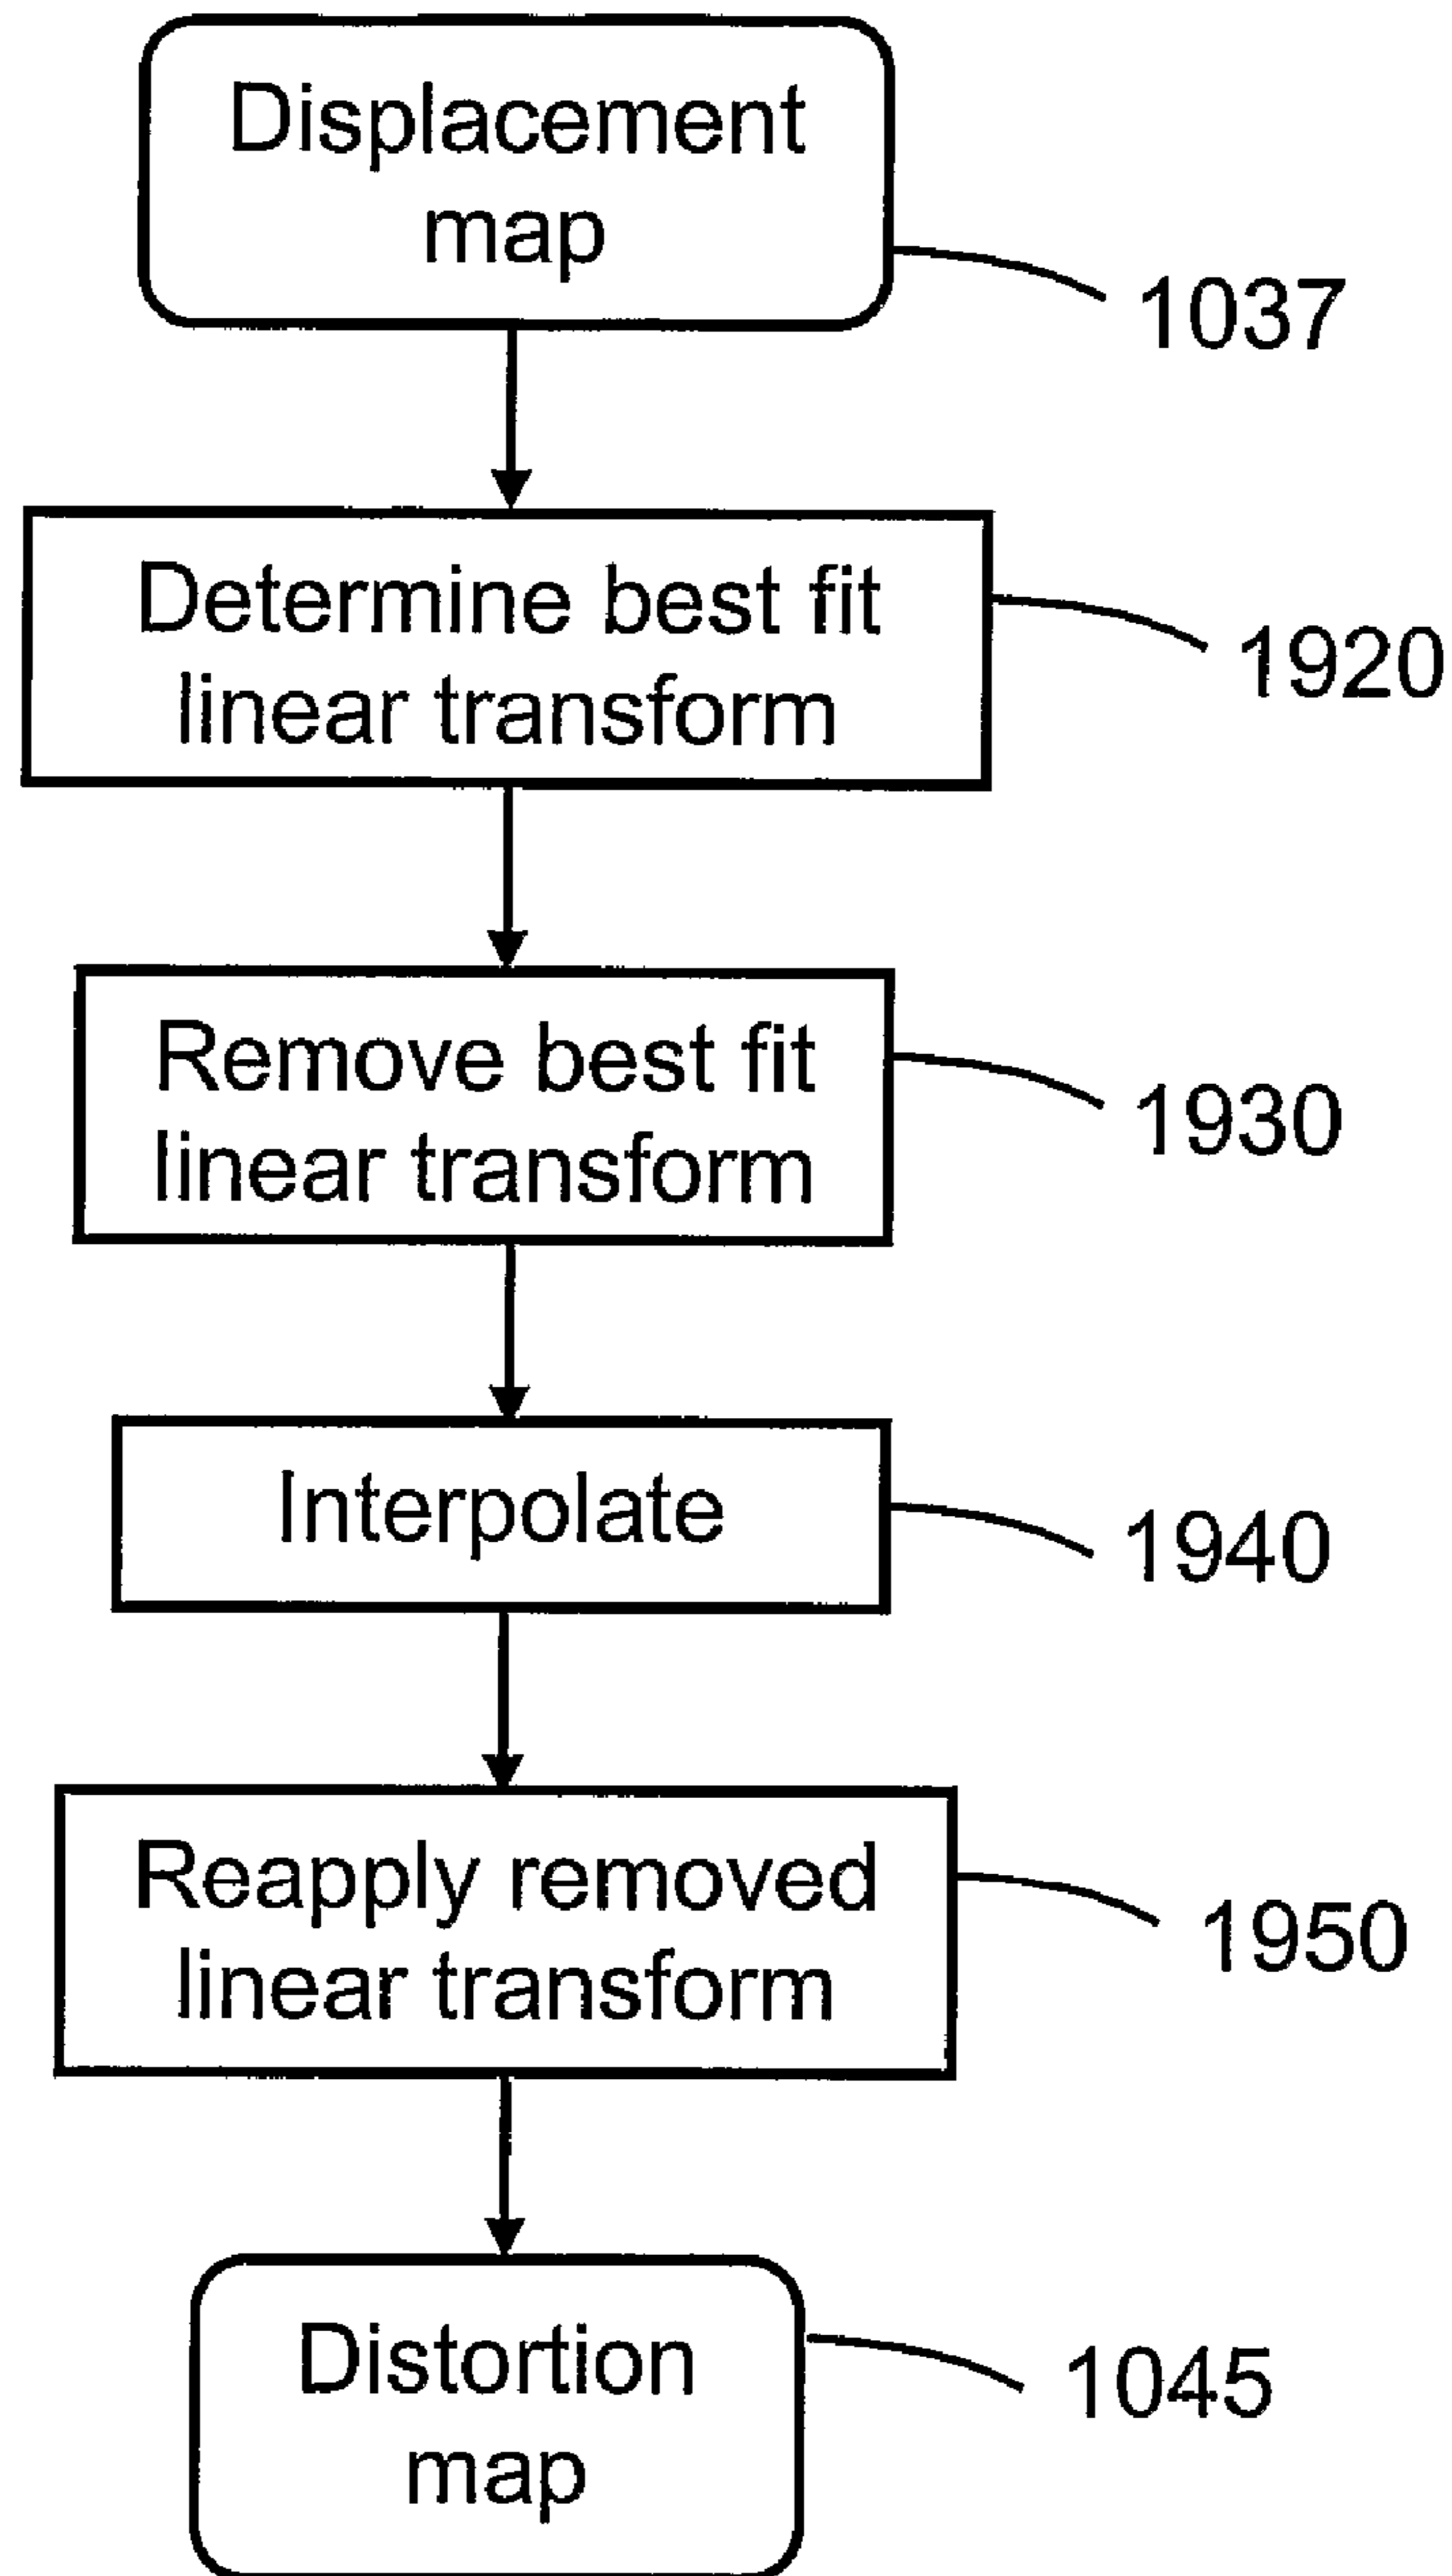 Displacement
map
1037
Determine best fit
linear transform
1920
Remove best fit
linear transform
1930
Interpolate
1940
Reapply removed
linear transform
1950
Distortion
map
1045